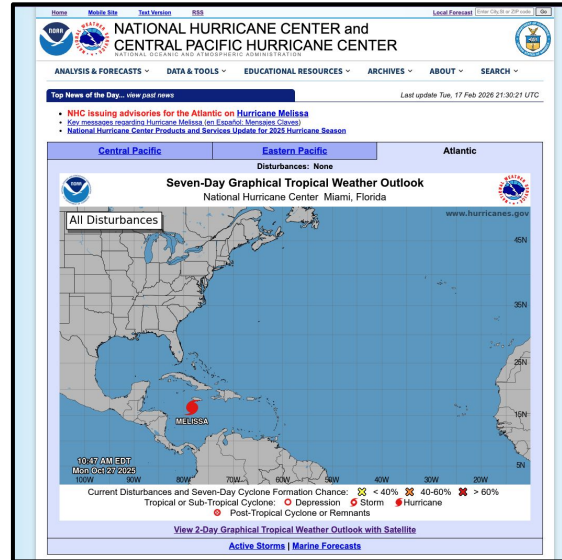 Home Mobile Site Text Version RSS
Local Forecast Enter City,St or ZIP code Go
NATIONAL HURRICANE CENTER and
CENTRAL PACIFIC HURRICANE CENTER
NATIONAL OCEANIC AND ATMOSPHERIC ADMINISTRATION
ANALYSIS & FORECASTS DATA & TOOLS EDUCATIONAL RESOURCES ARCHIVES ABOUT SEARCH
Top News of the Day... view past news
Last update Tue, 17 Feb 2026 21:30:21 UTC
NHC issuing advisories for the Atlantic on Hurricane Melissa
Key messages regarding Hurricane Melissa (en Español: Mensajes Claves)
National Hurricane Center Products and Services Update for 2025 Hurricane Season
Central Pacific Eastern Pacific Atlantic
Disturbances: None
Seven-Day Graphical Tropical Weather Outlook
National Hurricane Center Miami, Florida
All Disturbances
www.hurricanes.gov
45N
35N
25N
15N
MELISSA
5N
10:47 AM EDT
Mon Oct 27 2025
100W 90W 80W 70W 60W 50W 40W 30W 20W
Current Disturbances and Seven-Day Cyclone Formation Chance: < 40% 40-60% > 60%
Tropical or Sub-Tropical Cyclone: Depression Storm Hurricane
Post-Tropical Cyclone or Remnants
View 2-Day Graphical Tropical Weather Outlook with Satellite
Active Storms | Marine Forecasts